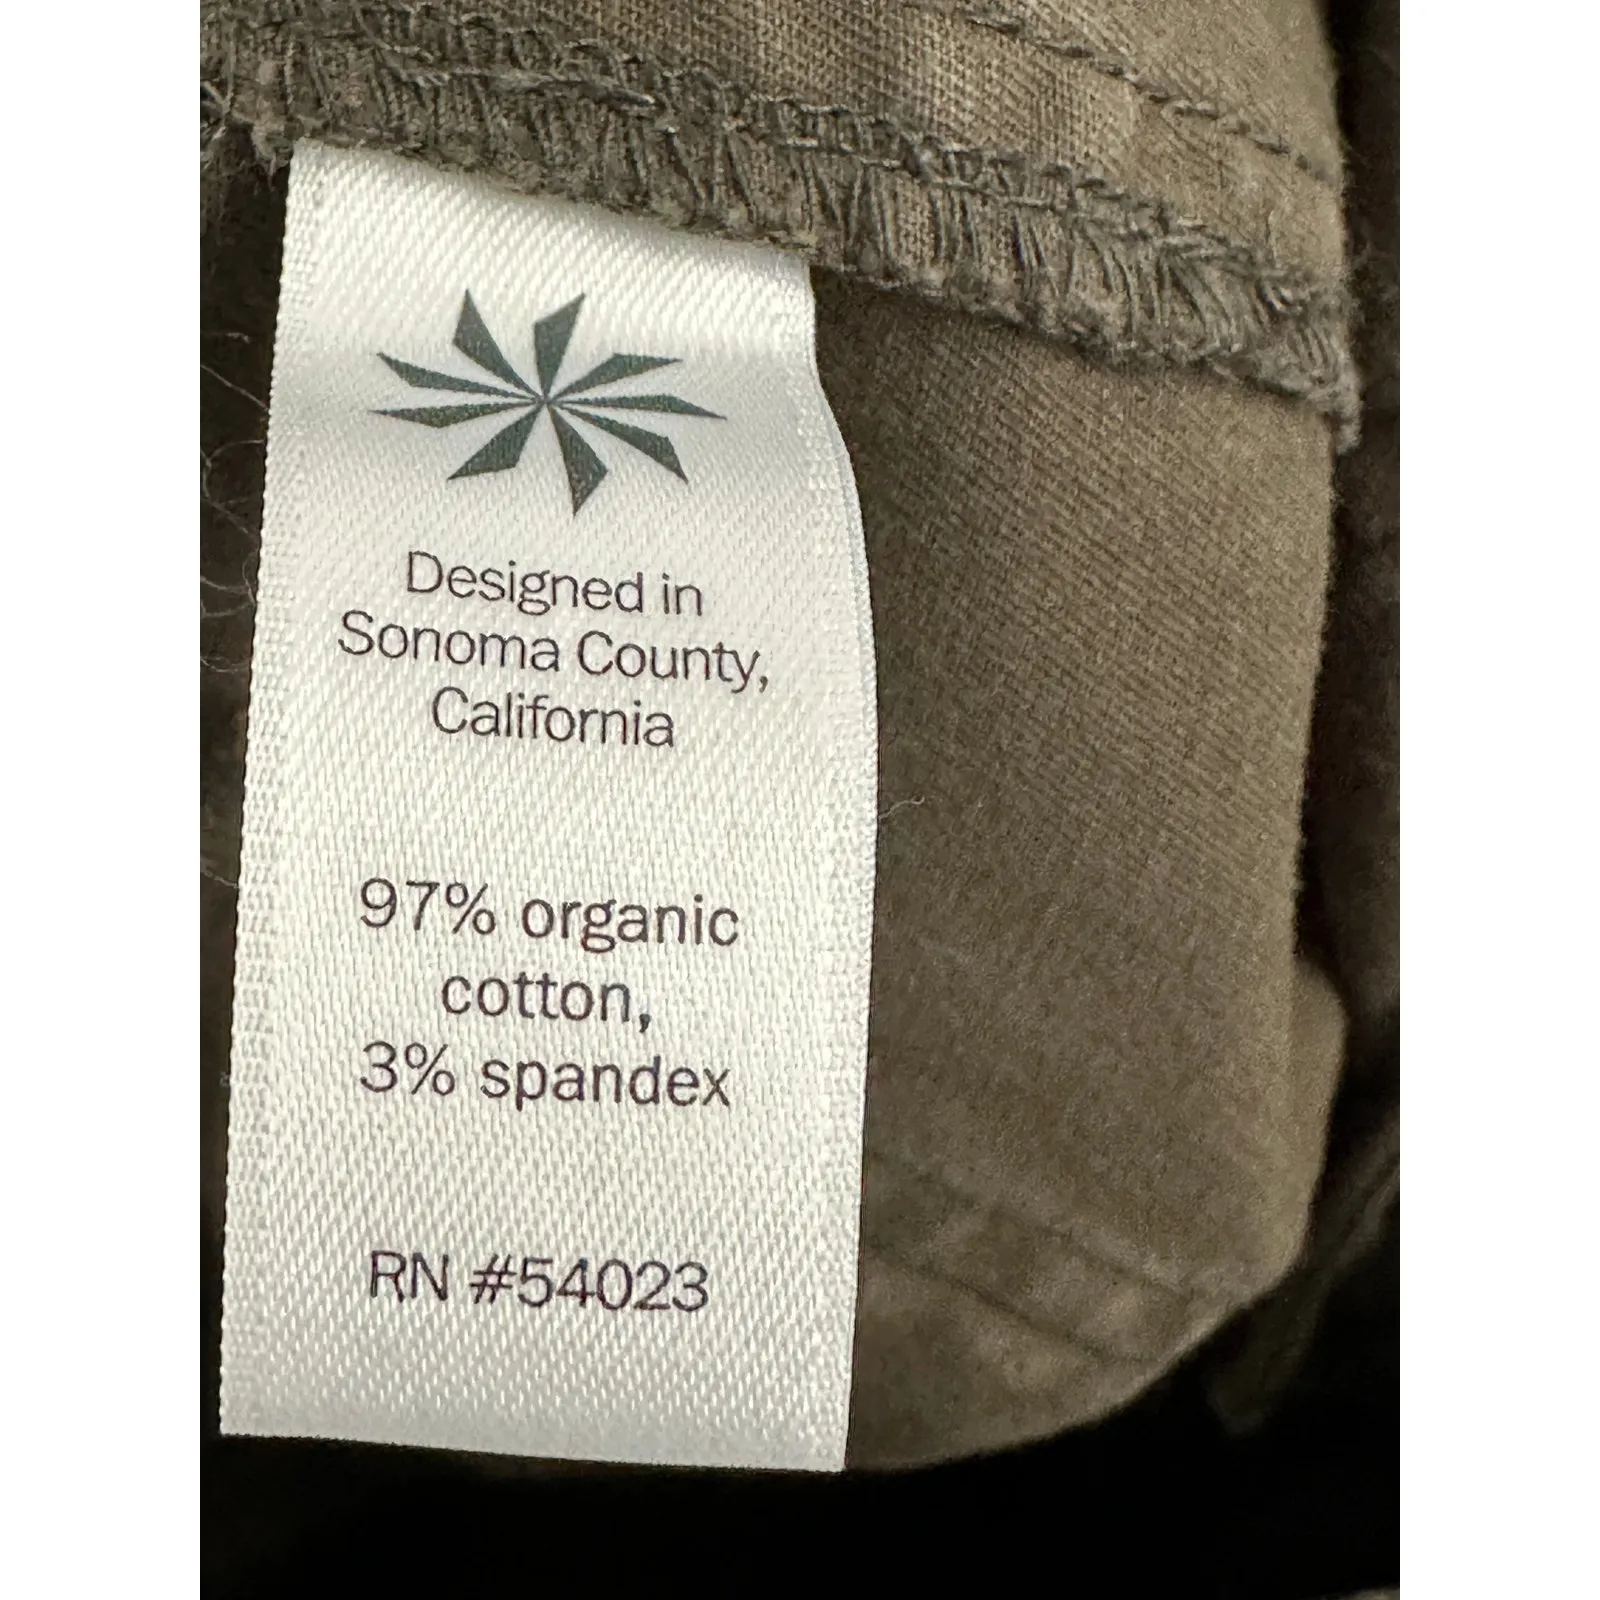 Designed in
Sonoma County,
California
97% organic
cotton,
3% spandex
RN #54023